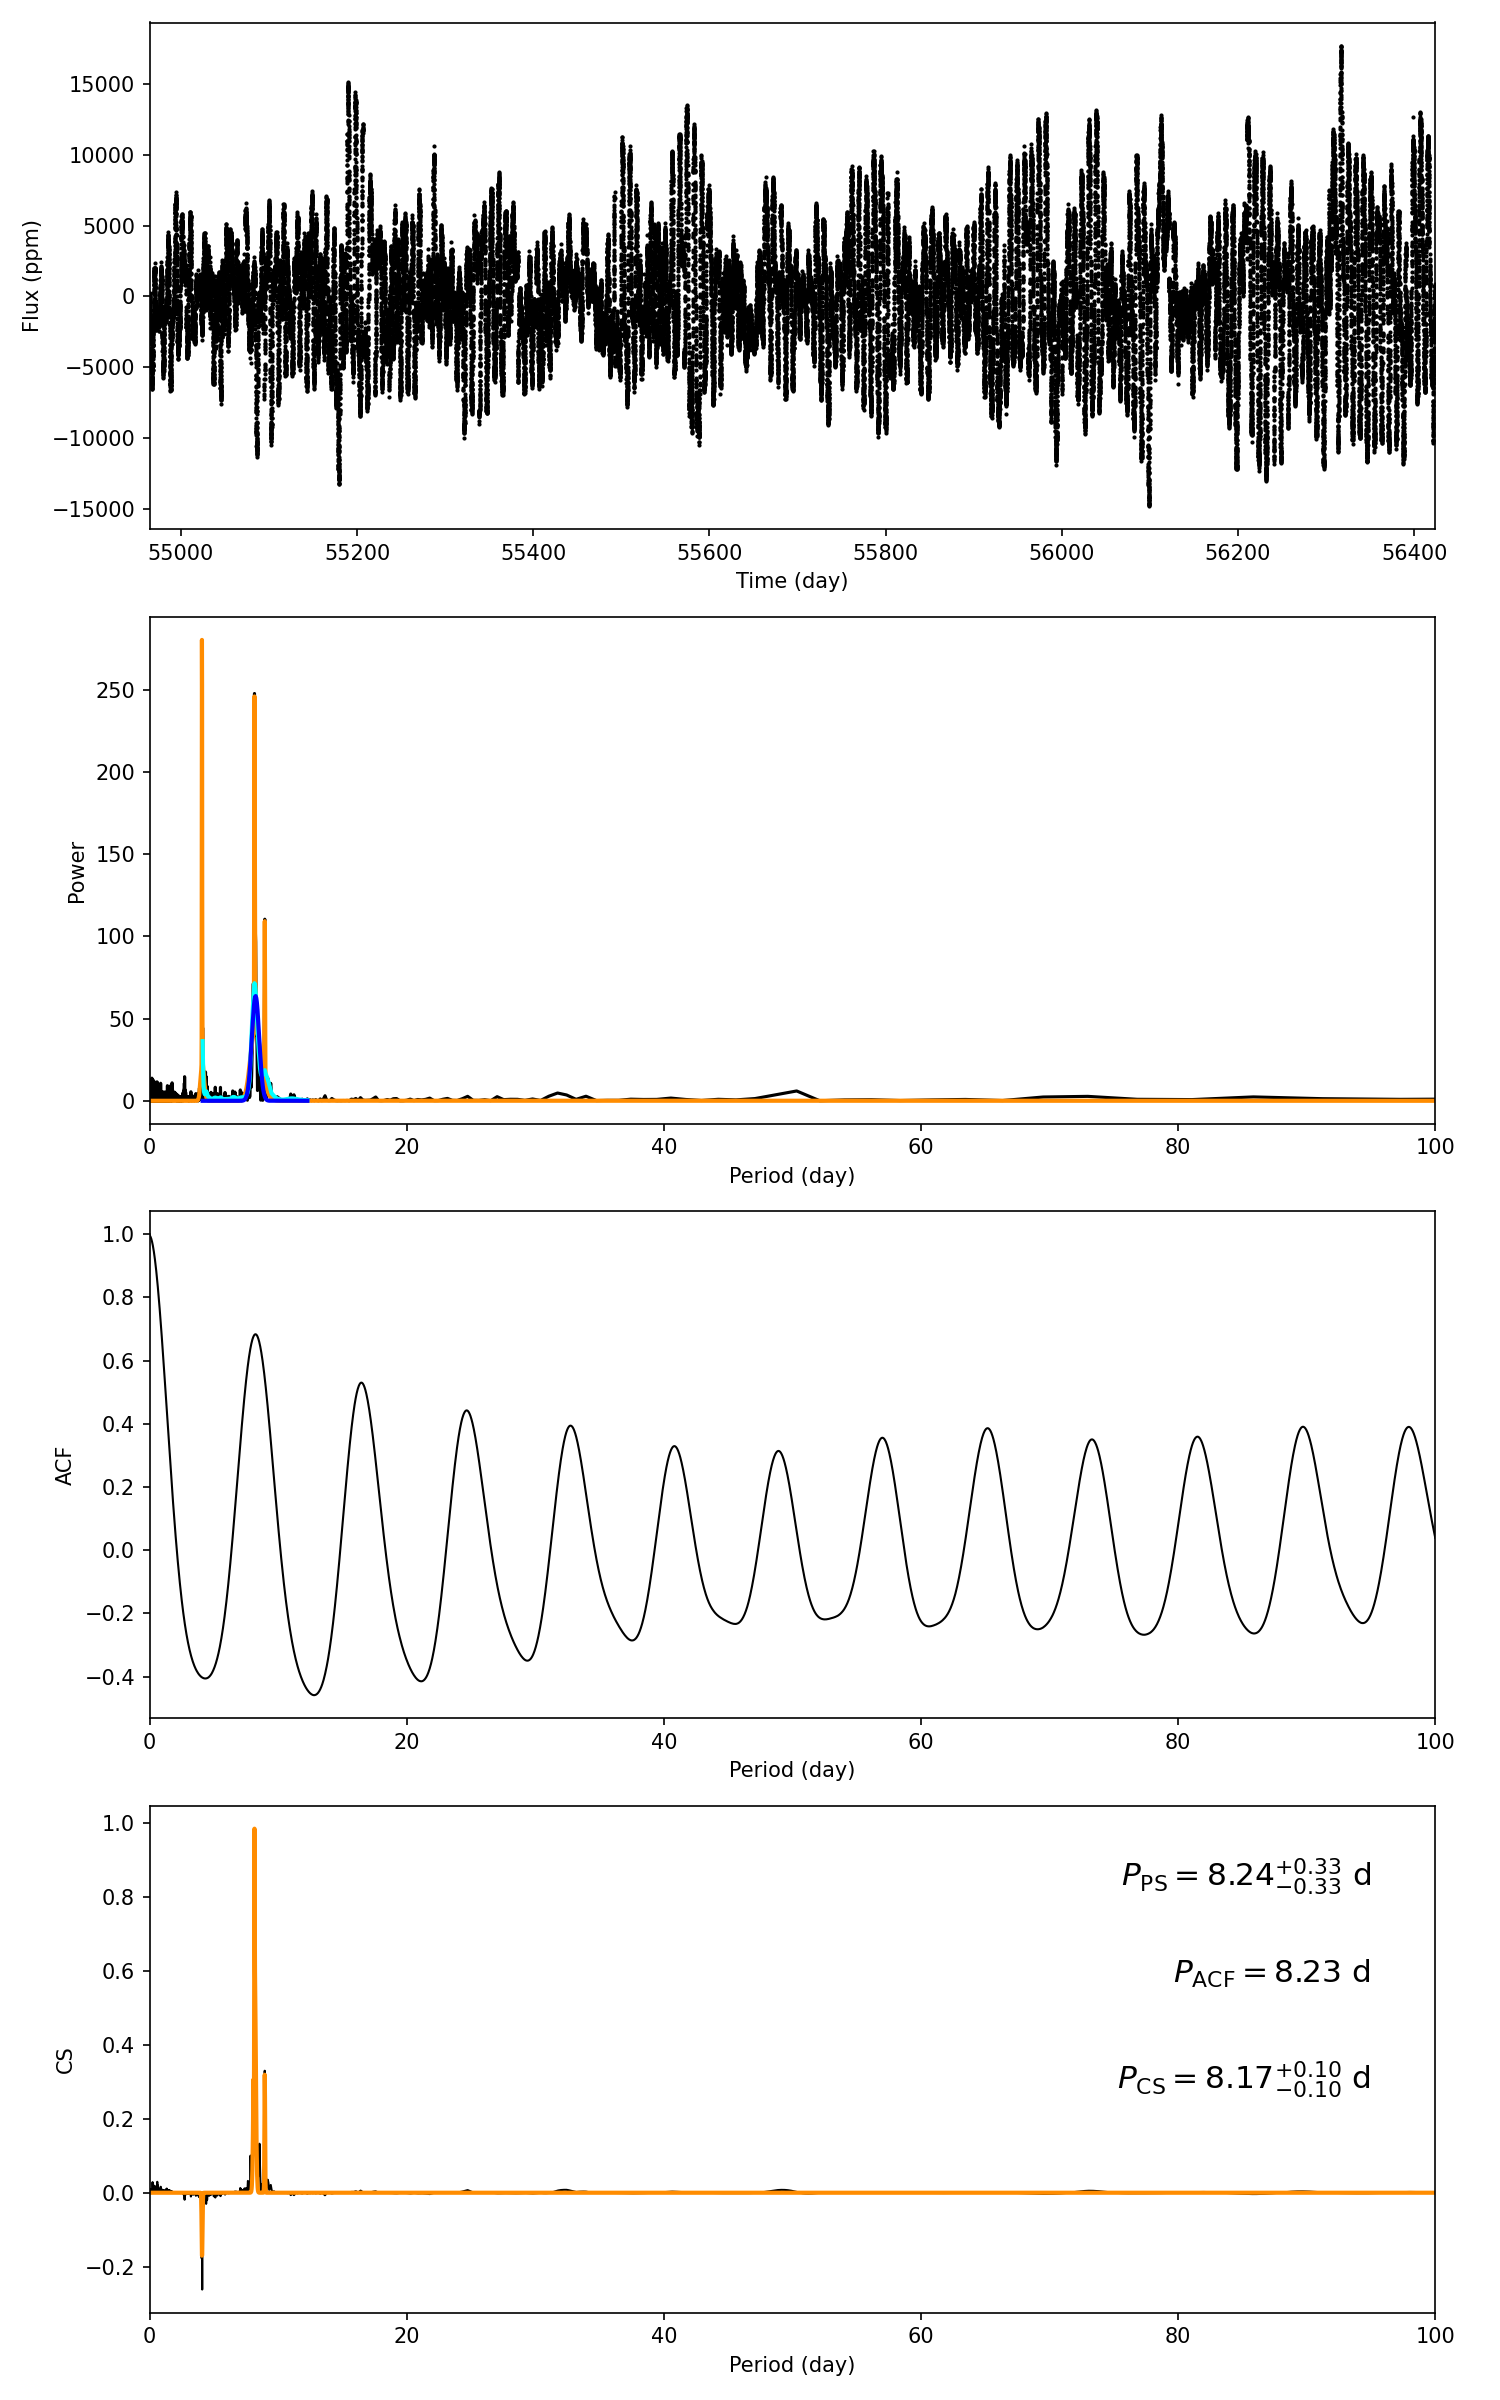 15000
10000
5000
0
−5000
−10000
−15000
Flux (ppm)
55000 55200 55400 55600 55800 56000 56200 56400
Time (day)
250
200
150
100
50
0
Power
0 20 40 60 80 100
Period (day)
1.0
0.8
0.6
0.4
0.2
0.0
−0.2
−0.4
ACF
0 20 40 60 80 100
Period (day)
1.0
0.8
0.6
0.4
0.2
0.0
−0.2
CS
P_PS = 8.24 +0.33 −0.33 d
P_ACF = 8.23 d
P_CS = 8.17 +0.10 −0.10 d
0 20 40 60 80 100
Period (day)